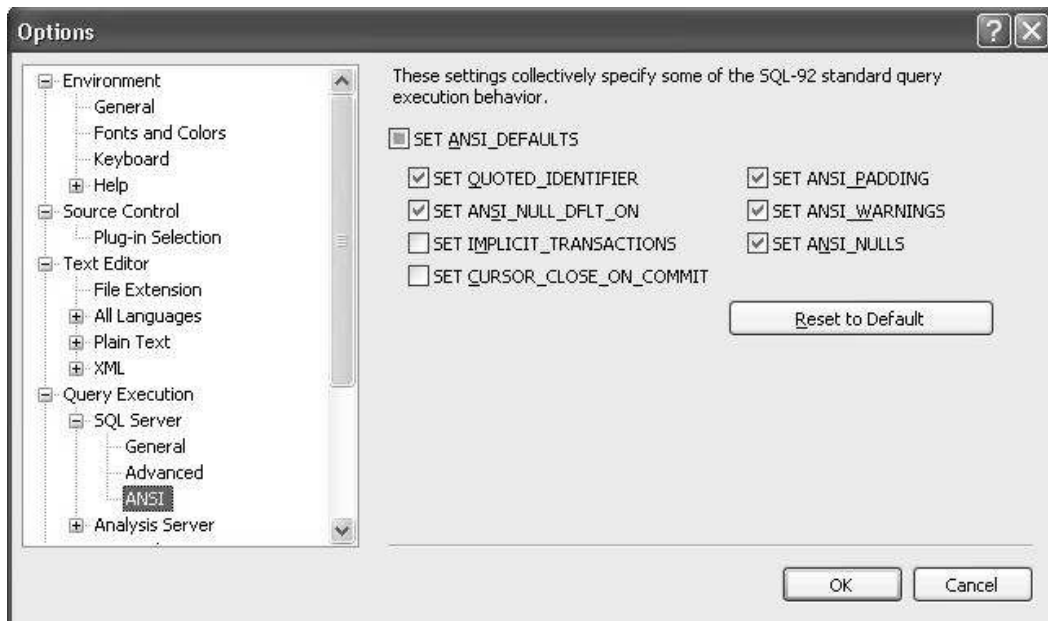 Options
Environment
General
Fonts and Colors
Keyboard
Help
Source Control
Plug-in Selection
Text Editor
File Extension
All Languages
Plain Text
XML
Query Execution
SQL Server
General
Advanced
ANSI
Analysis Server
These settings collectively specify some of the SQL-92 standard query
execution behavior.
SET ANSI_DEFAULTS
SET QUOTED_IDENTIFIER
SET ANSI_NULL_DFLT_ON
SET IMPLICIT_TRANSACTIONS
SET CURSOR_CLOSE_ON_COMMIT
SET ANSI_PADDING
SET ANSI_WARNINGS
SET ANSI_NULLS
Reset to Default
OK
Cancel